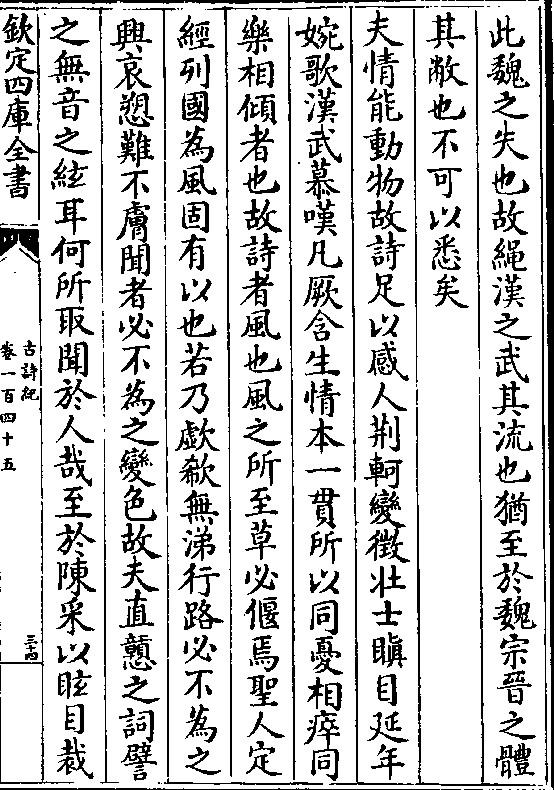 此魏之失也故繩漢之武其流也猶至於魏宗晉之體
其敝也不可以悉矣
夫情能動物故詩足以感人荆軻變徵壯士瞋目延年
婉歌漢武慕嘆凡厥含生情本一貫所以同憂相瘁同
樂相傾者也故詩者風也風之所至草必偃焉聖人定
經列國為風固有以也若乃歔欷無涕行路必不為之
興哀愬難不膚聞者必不為之變色故夫直戇之詞譬
之無音之絃耳何所取聞於人哉至於陳采以眩目裁
欽定四庫全書
古詩紀
卷一百四十五
三十四